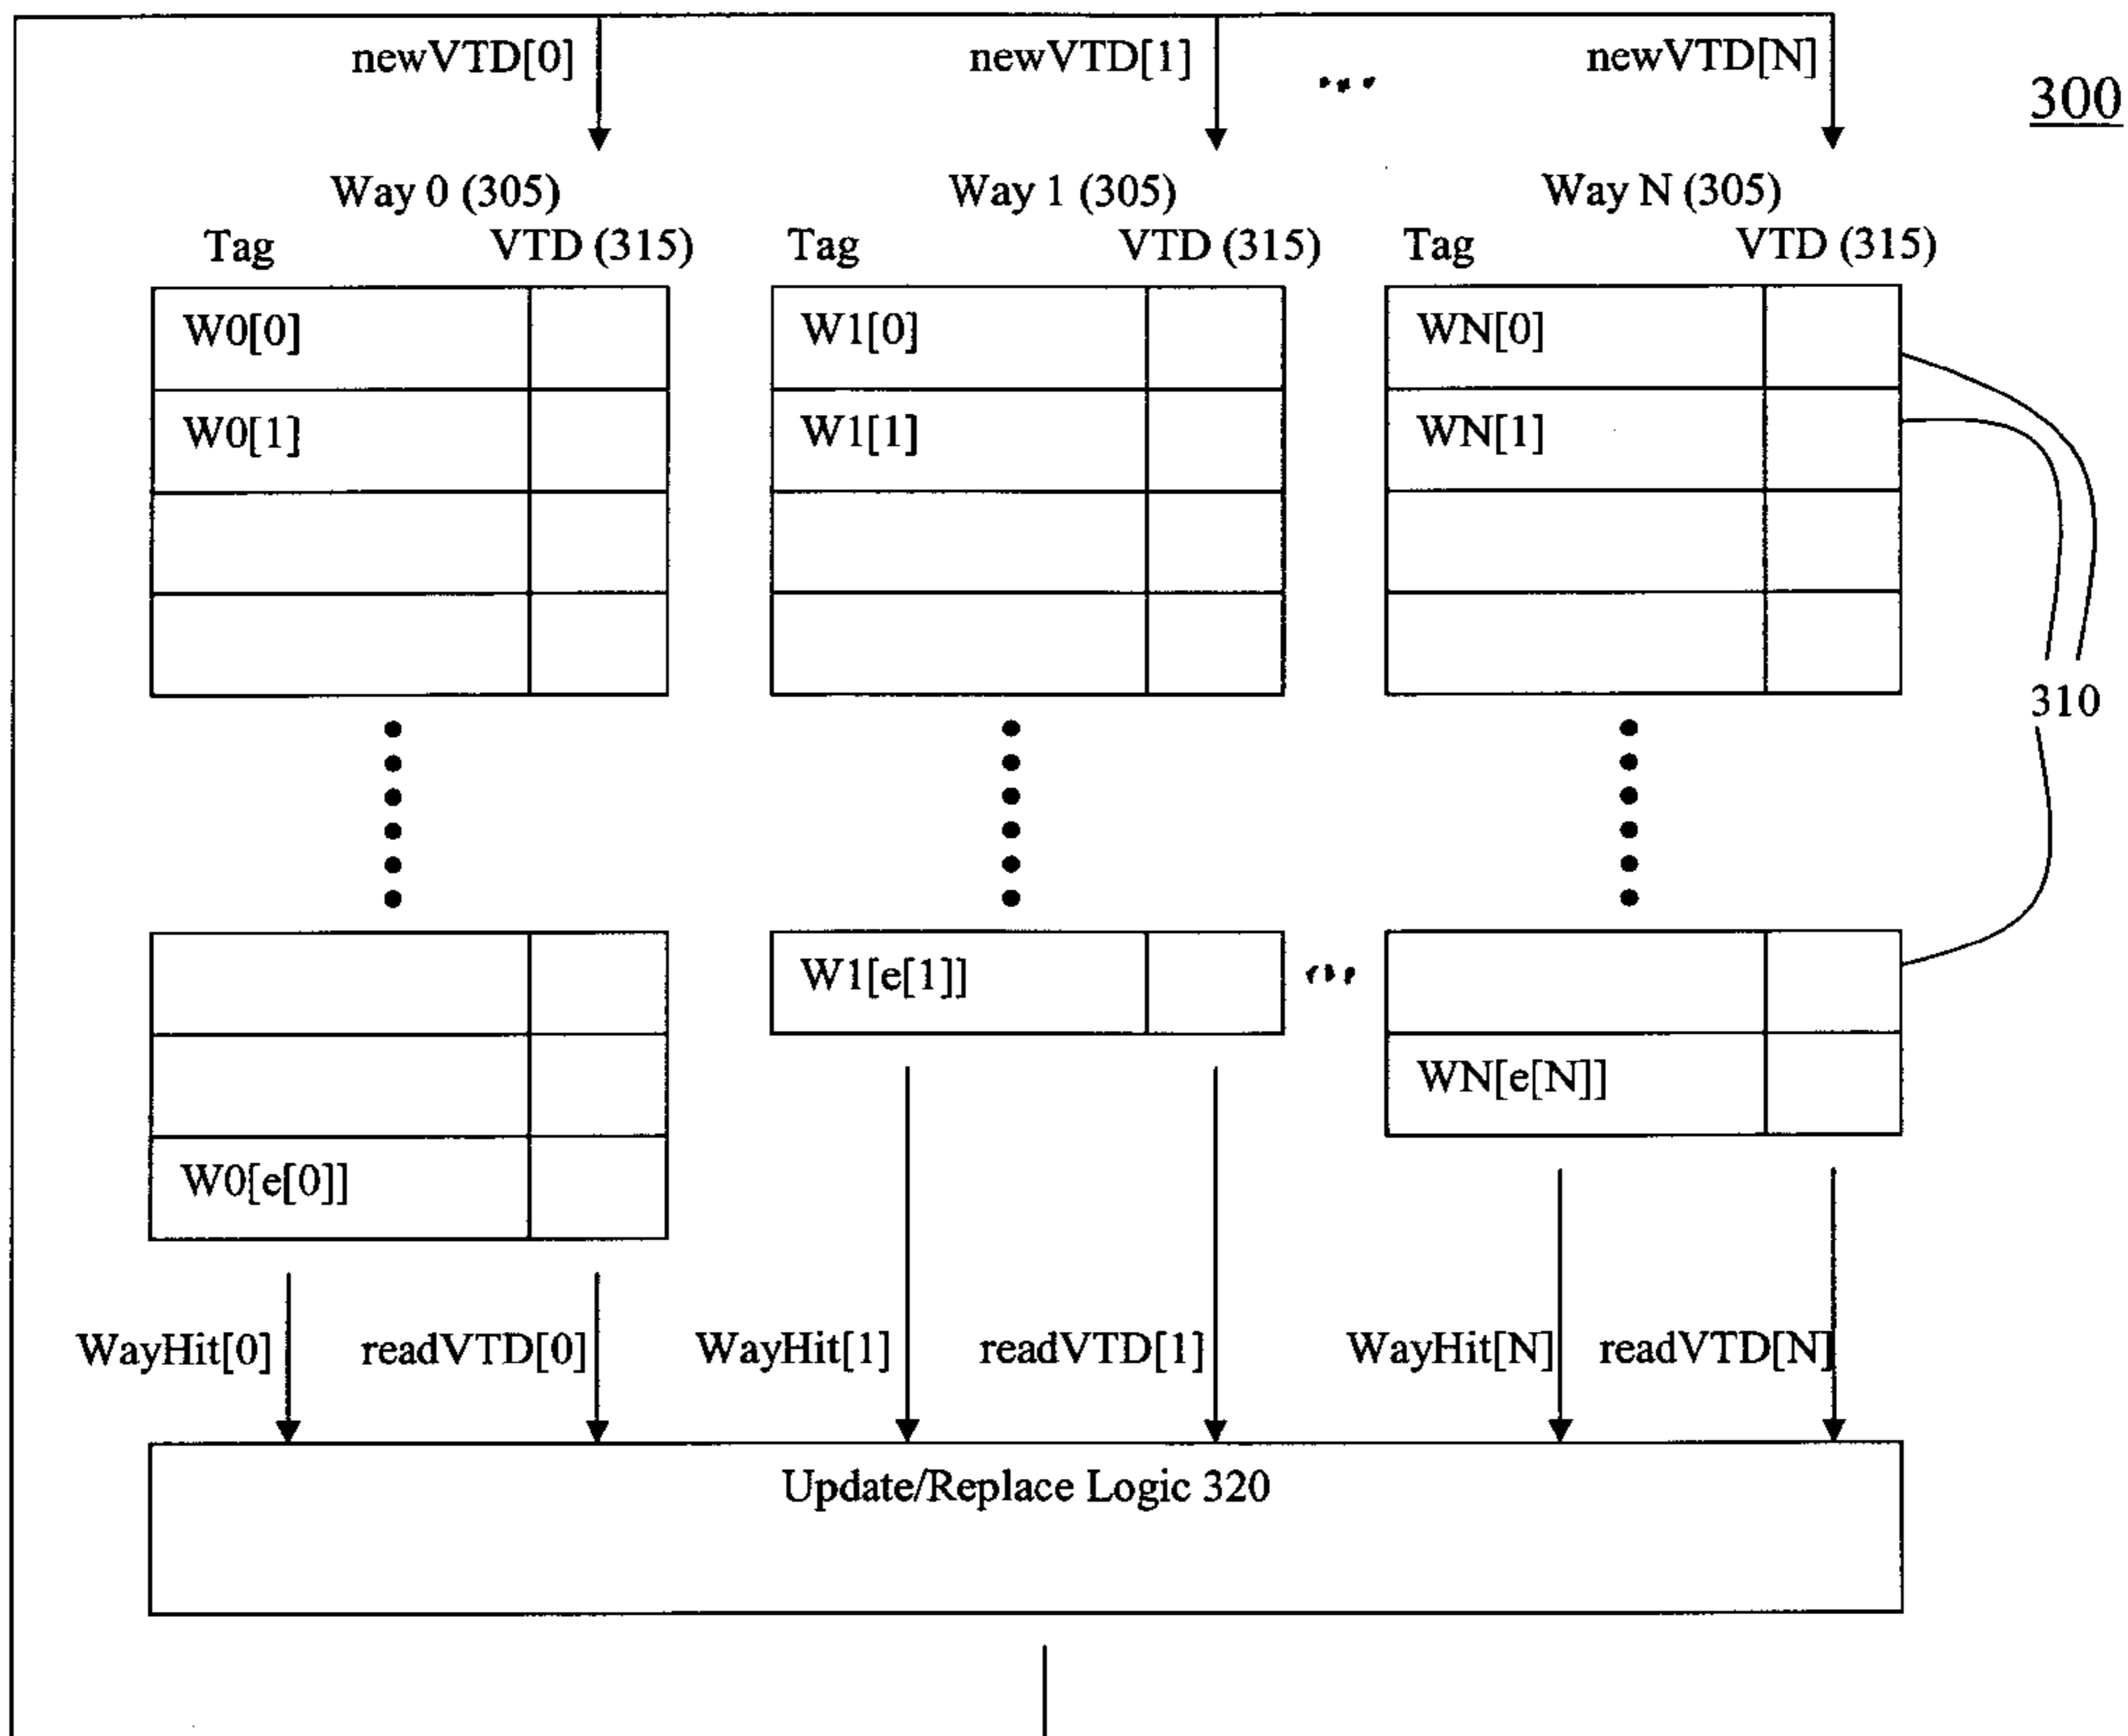 newVTD[0] newVTD[1] ... newVTD[N]
300
Way 0 (305) Way 1 (305) Way N (305)
Tag VTD (315) Tag VTD (315) Tag VTD (315)
W0[0] W1[0] WN[0]
W0[1] W1[1] WN[1]
310
W1[e[1]] ...
WN[e[N]]
W0[e[0]]
WayHit[0] readVTD[0] WayHit[1] readVTD[1] WayHit[N] readVTD[N]
Update/Replace Logic 320